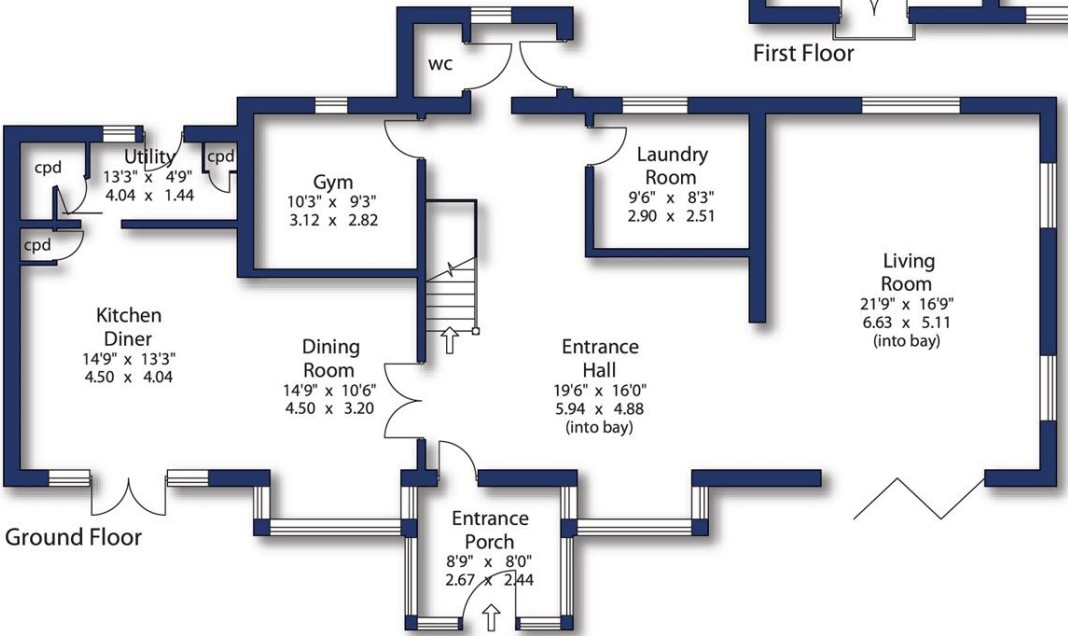 First Floor
wc
cpd
Utility
13'3" x 4'9"
4.04 x 1.44
cpd
cpd
Gym
10'3" x 9'3"
3.12 x 2.82
Laundry
Room
9'6" x 8'3"
2.90 x 2.51
Living
Room
21'9" x 16'9"
6.63 x 5.11
(into bay)
Kitchen
Diner
14'9" x 13'3"
4.50 x 4.04
Dining
Room
14'9" x 10'6"
4.50 x 3.20
Entrance
Hall
19'6" x 16'0"
5.94 x 4.88
(into bay)
Entrance
Porch
8'9" x 8'0"
2.67 x 2.44
Ground Floor